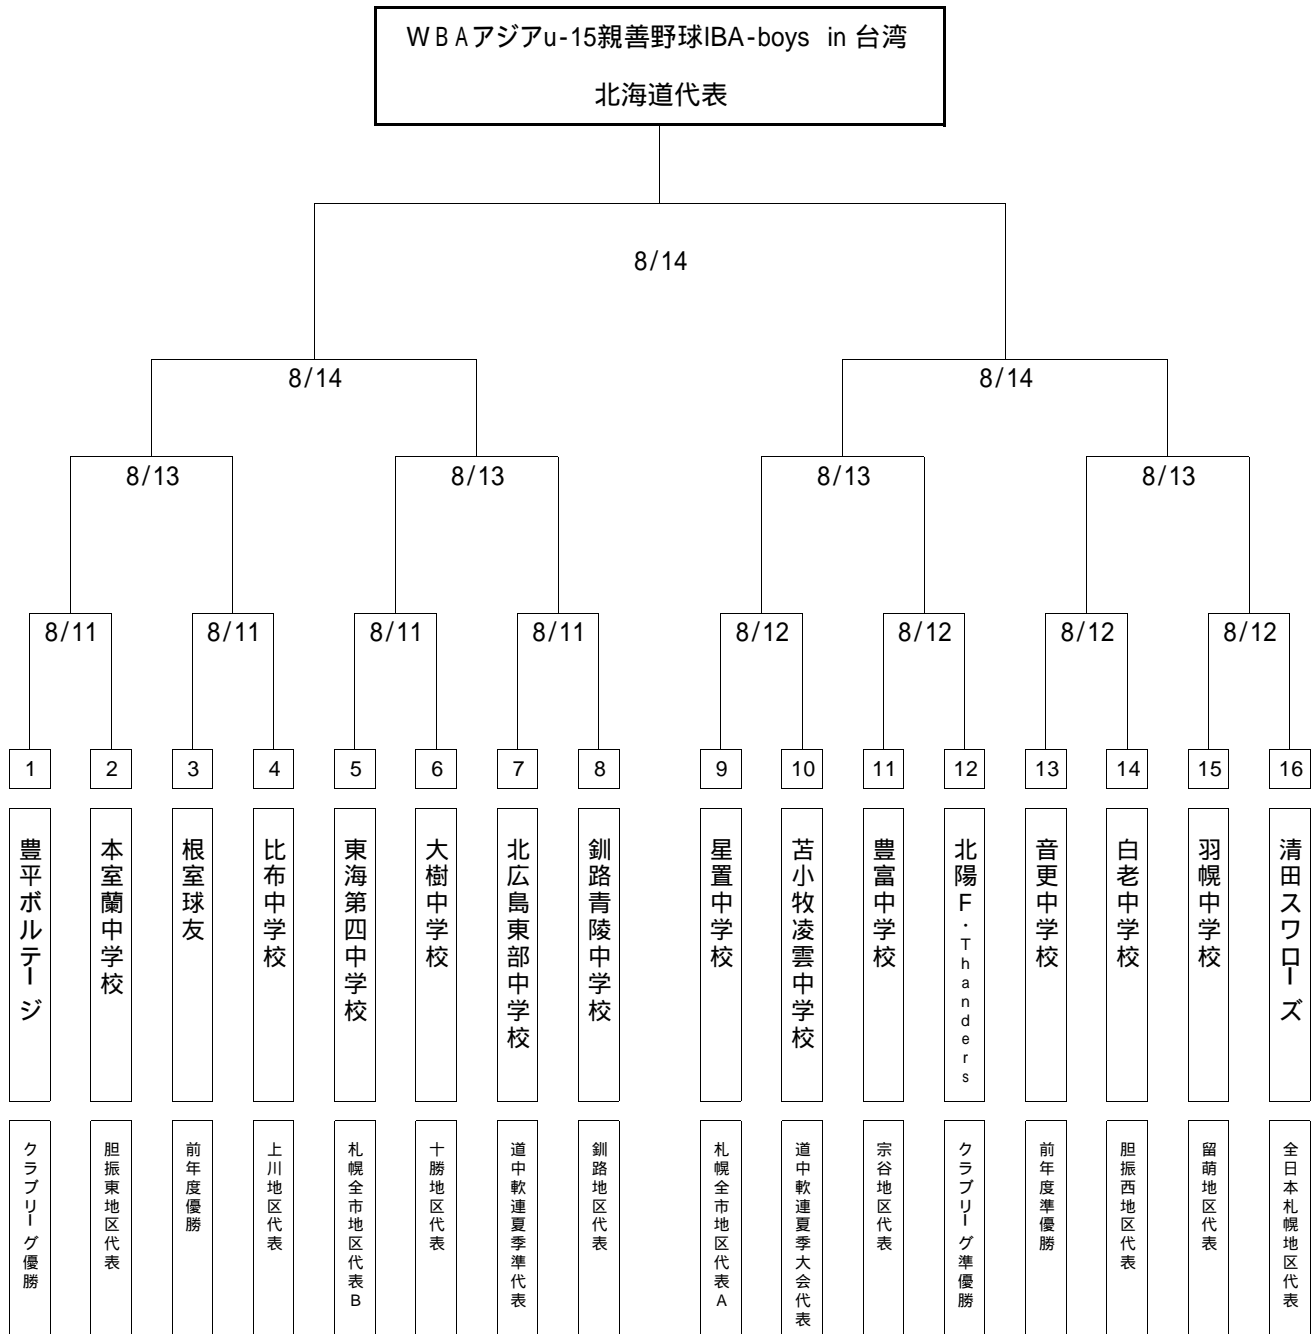 ＷＢＡアジアu-15親善野球IBA-boys in 台湾
北海道代表
8/14
8/14
8/14
8/13
8/13
8/13
8/13
8/11
8/11
8/11
8/11
8/12
8/12
8/12
8/12
1
2
3
4
5
6
7
8
9
10
11
12
13
14
15
16
豊平ボルテージ
本室蘭中学校
根室球友
比布中学校
東海第四中学校
大樹中学校
北広島東部中学校
釧路青陵中学校
星置中学校
苫小牧凌雲中学校
豊富中学校
北陽F・Thanders
音更中学校
白老中学校
羽幌中学校
清田スワローズ
クラブリーグ優勝
胆振東地区代表
前年度優勝
上川地区代表
札幌全市地区代表B
十勝地区代表
道中軟連夏季準代表
釧路地区代表
札幌全市地区代表A
道中軟連夏季大会代表
宗谷地区代表
クラブリーグ準優勝
前年度準優勝
胆振西地区代表
留萌地区代表
全日本札幌地区代表